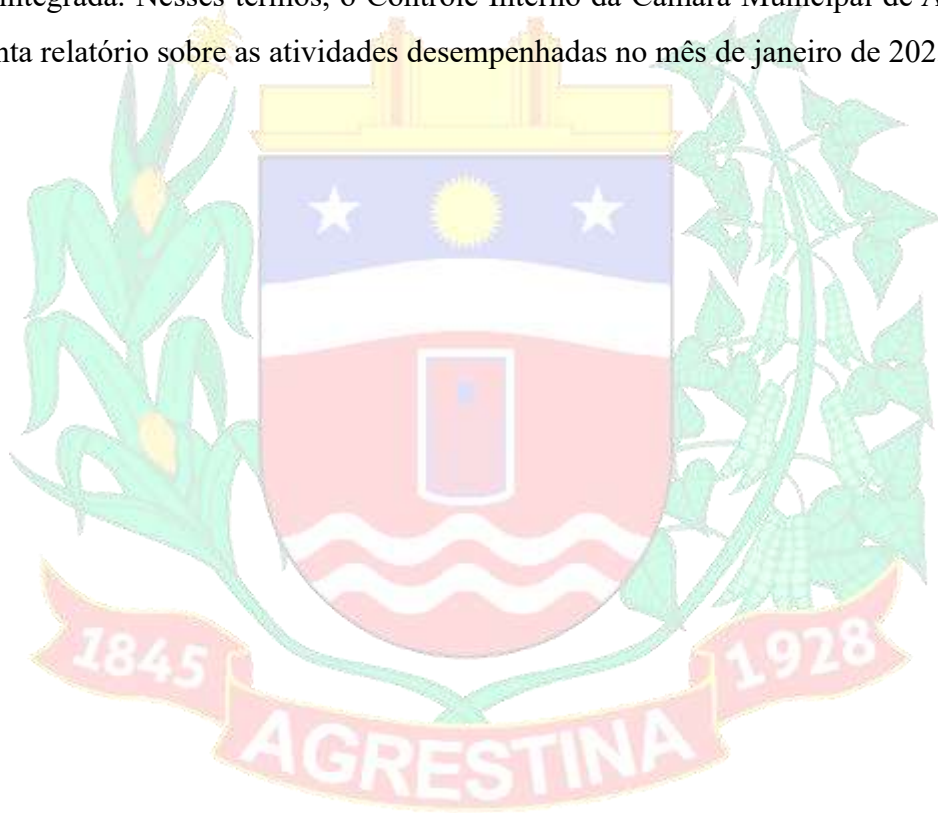 integrada. Nesses termos, o Controle Interno da Câmara Municipal de A
nta relatório sobre as atividades desempenhadas no mês de janeiro de 202
1845
1928
AGRESTINA